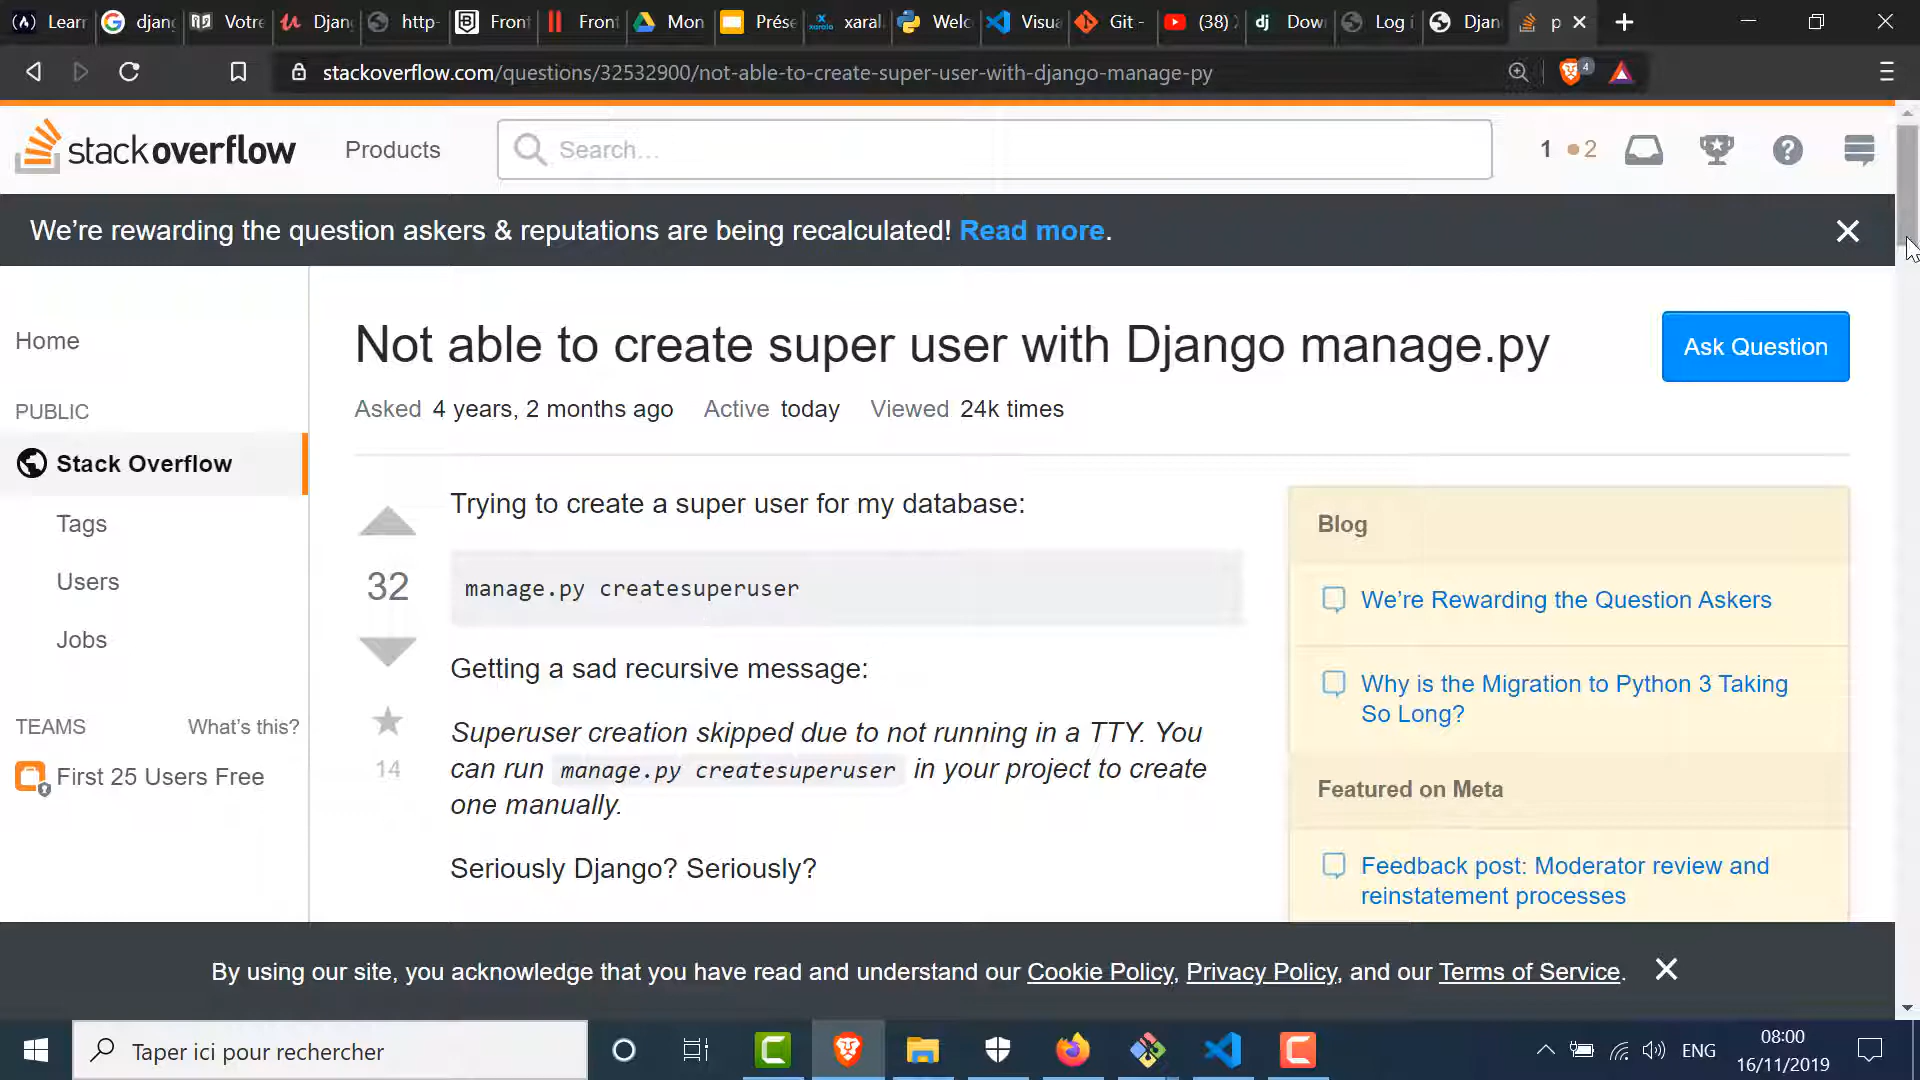 Lear
djan
Votre
Djan
http-
Front
Front
Mon
Prése
xarala
xaral
Welc
Visua
Git -
(38)
dj
Dow
Log i
Djan
p
stackoverflow.com/questions/32532900/not-able-to-create-super-user-with-django-manage-py
4
stackoverflow
Products
Search...
1 2
We're rewarding the question askers & reputations are being recalculated! Read more.
Home
PUBLIC
Stack Overflow
Tags
Users
Jobs
TEAMS What's this?
First 25 Users Free
Not able to create super user with Django manage.py
Ask Question
Asked 4 years, 2 months ago Active today Viewed 24k times
32
14
Trying to create a super user for my database:
manage.py createsuperuser
Getting a sad recursive message:
Superuser creation skipped due to not running in a TTY. You
can run manage.py createsuperuser in your project to create
one manually.
Seriously Django? Seriously?
Blog
We're Rewarding the Question Askers
Why is the Migration to Python 3 Taking
So Long?
Featured on Meta
Feedback post: Moderator review and
reinstatement processes
By using our site, you acknowledge that you have read and understand our Cookie Policy, Privacy Policy, and our Terms of Service.
Taper ici pour rechercher
ENG
08:00
16/11/2019